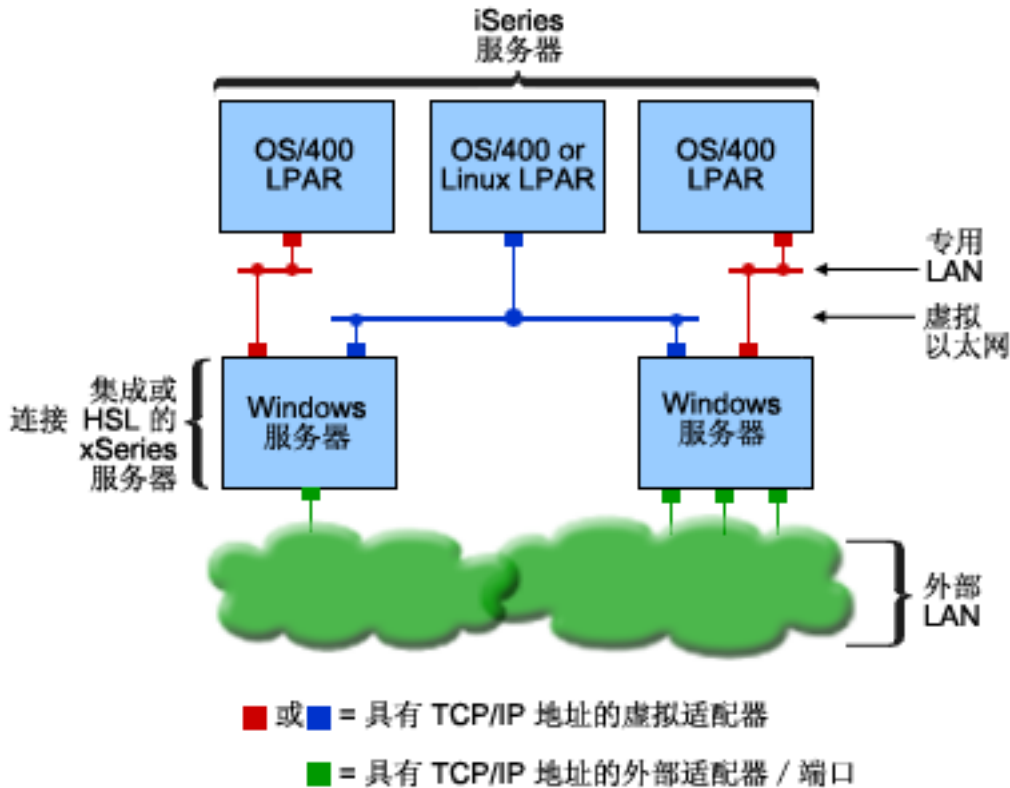 iSeries
服务器
OS/400
LPAR
OS/400 or
Linux LPAR
OS/400
LPAR
专用
LAN
虚拟
以太网
集成或
连接 HSL 的
xSeries
服务器
Windows
服务器
Windows
服务器
外部
LAN
或 = 具有 TCP/IP 地址的虚拟适配器
= 具有 TCP/IP 地址的外部适配器 / 端口